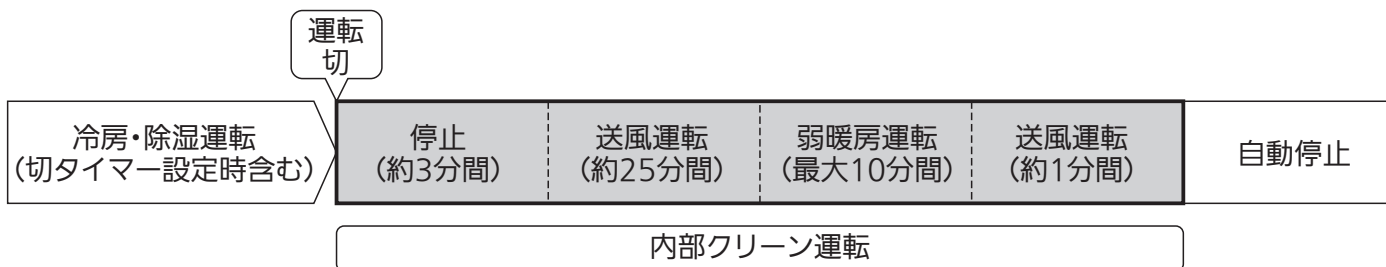 運転
切
冷房・除湿運転
(切タイマー設定時含む)
停止
(約3分間)
送風運転
(約25分間)
弱暖房運転
(最大10分間)
送風運転
(約1分間)
自動停止
内部クリーン運転